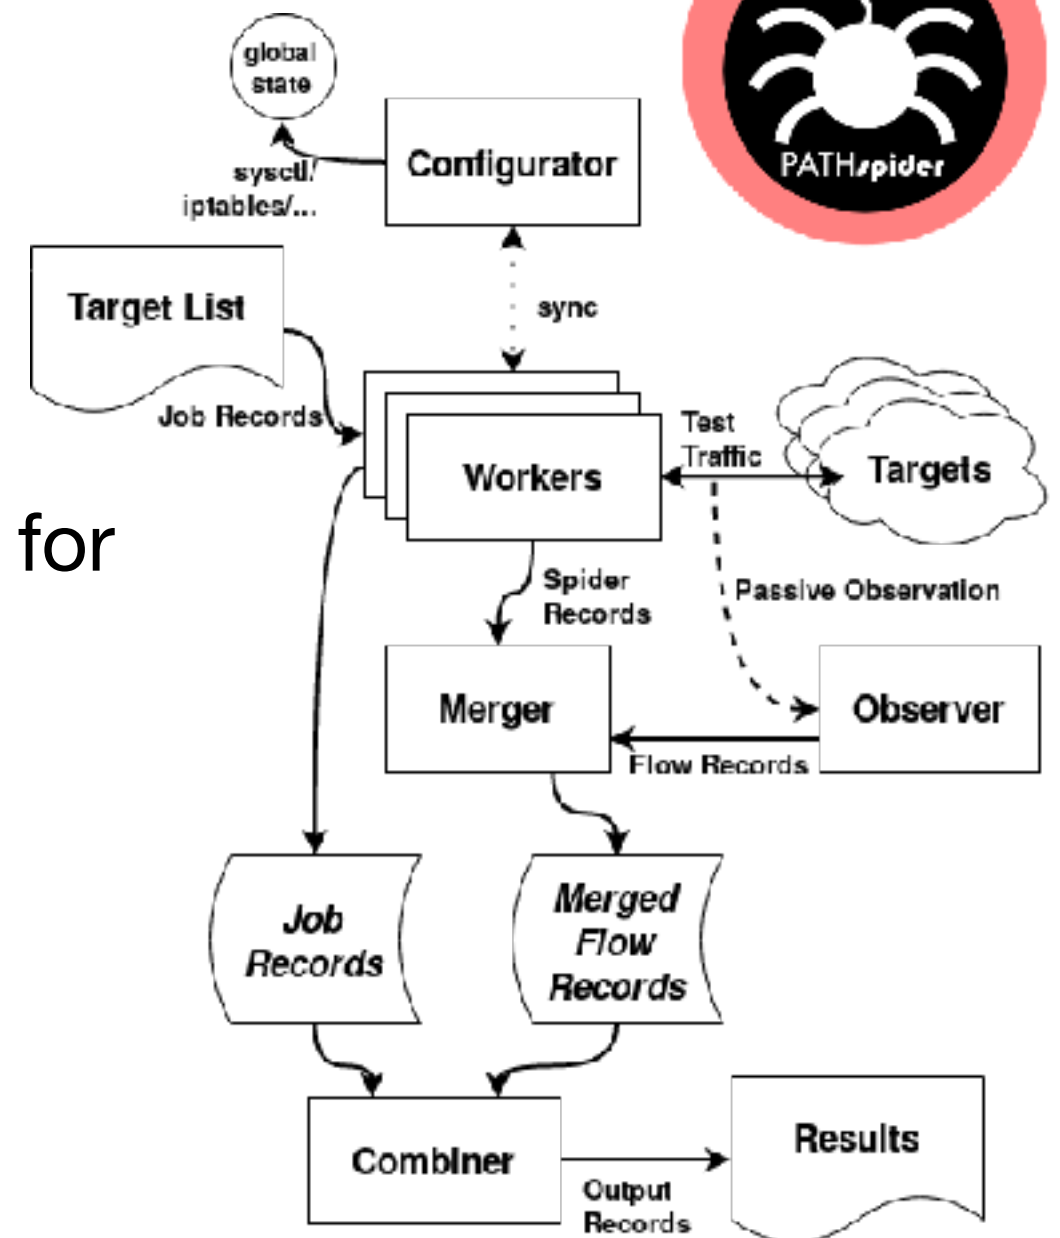 global
state
PATHspider
Configurator
sysctl/
iptables/...
Target List
sync
Job Records
Test
Traffic
Workers
Targets
for
Spider
Records
Passive Observation
Merger
Observer
Flow Records
Job
Records
Merged
Flow
Records
Combiner
Results
Output
Records